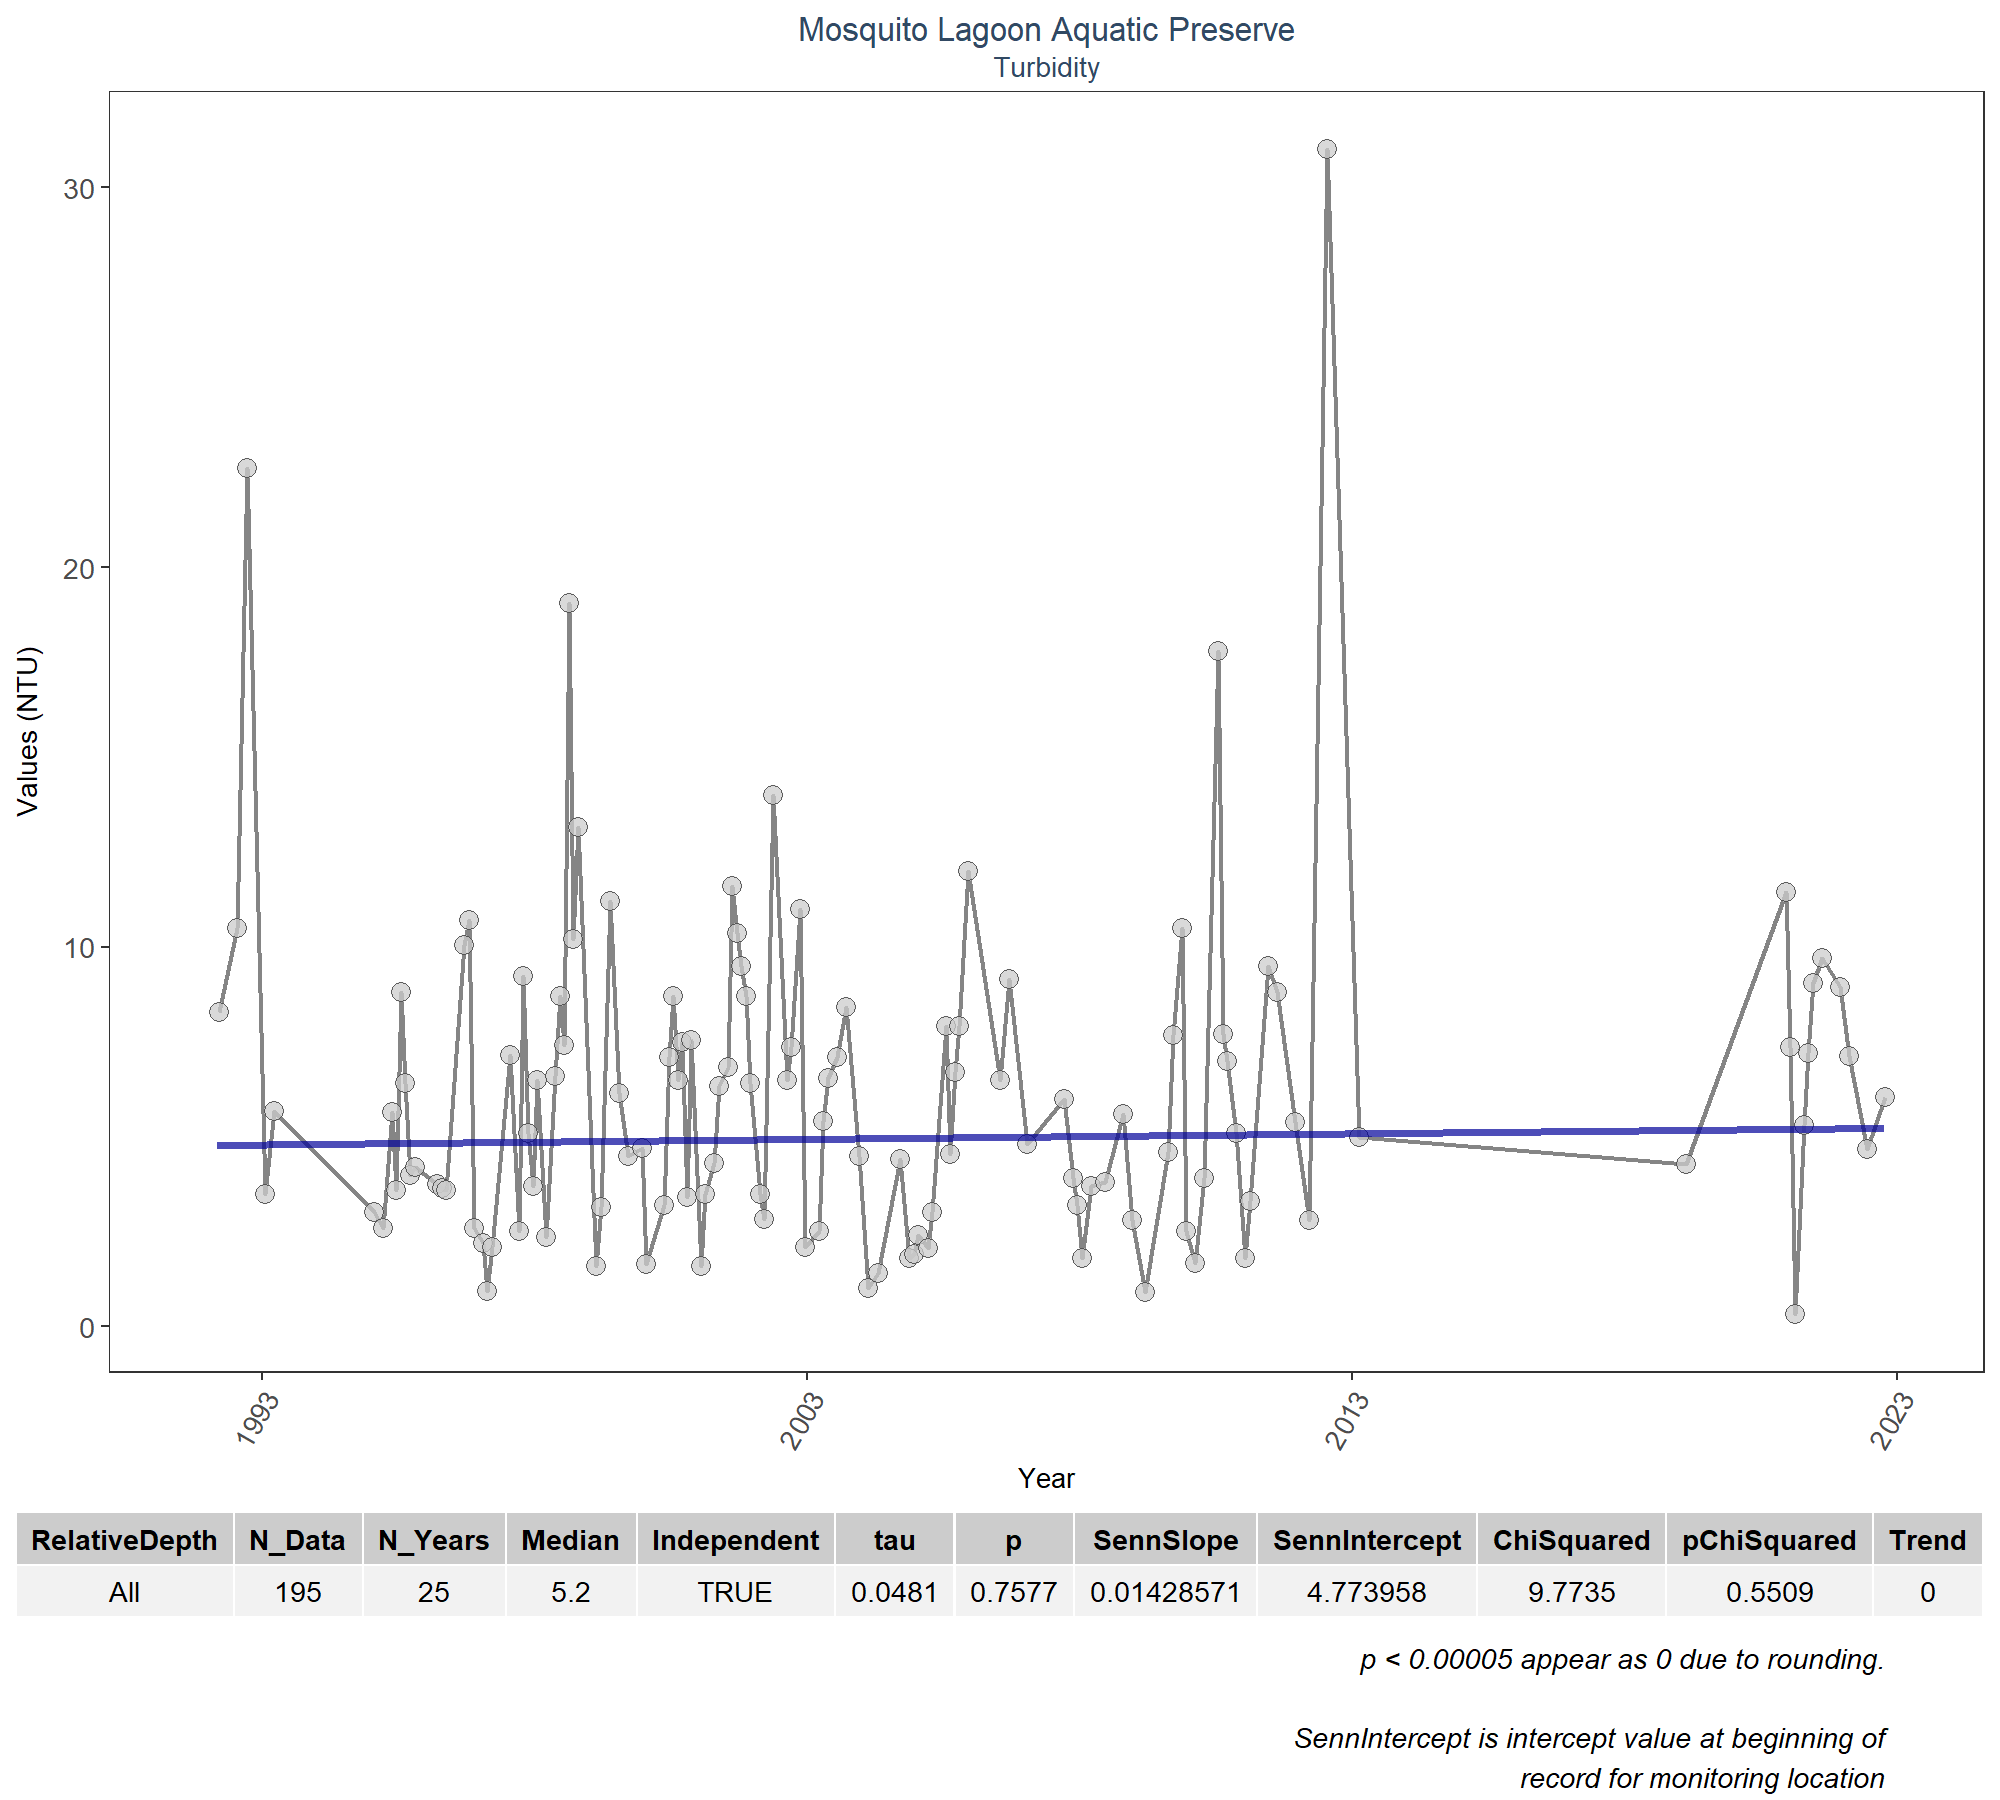 Mosquito Lagoon Aquatic Preserve
Turbidity
Values (NTU)
30
20
10
0
1993
2003
2013
2023
Year
RelativeDepth N_Data N_Years Median Independent tau p SennSlope SennIntercept ChiSquared pChiSquared Trend
All 195 25 5.2 TRUE 0.0481 0.7577 0.01428571 4.773958 9.7735 0.5509 0
p < 0.00005 appear as 0 due to rounding.
SennIntercept is intercept value at beginning of
record for monitoring location